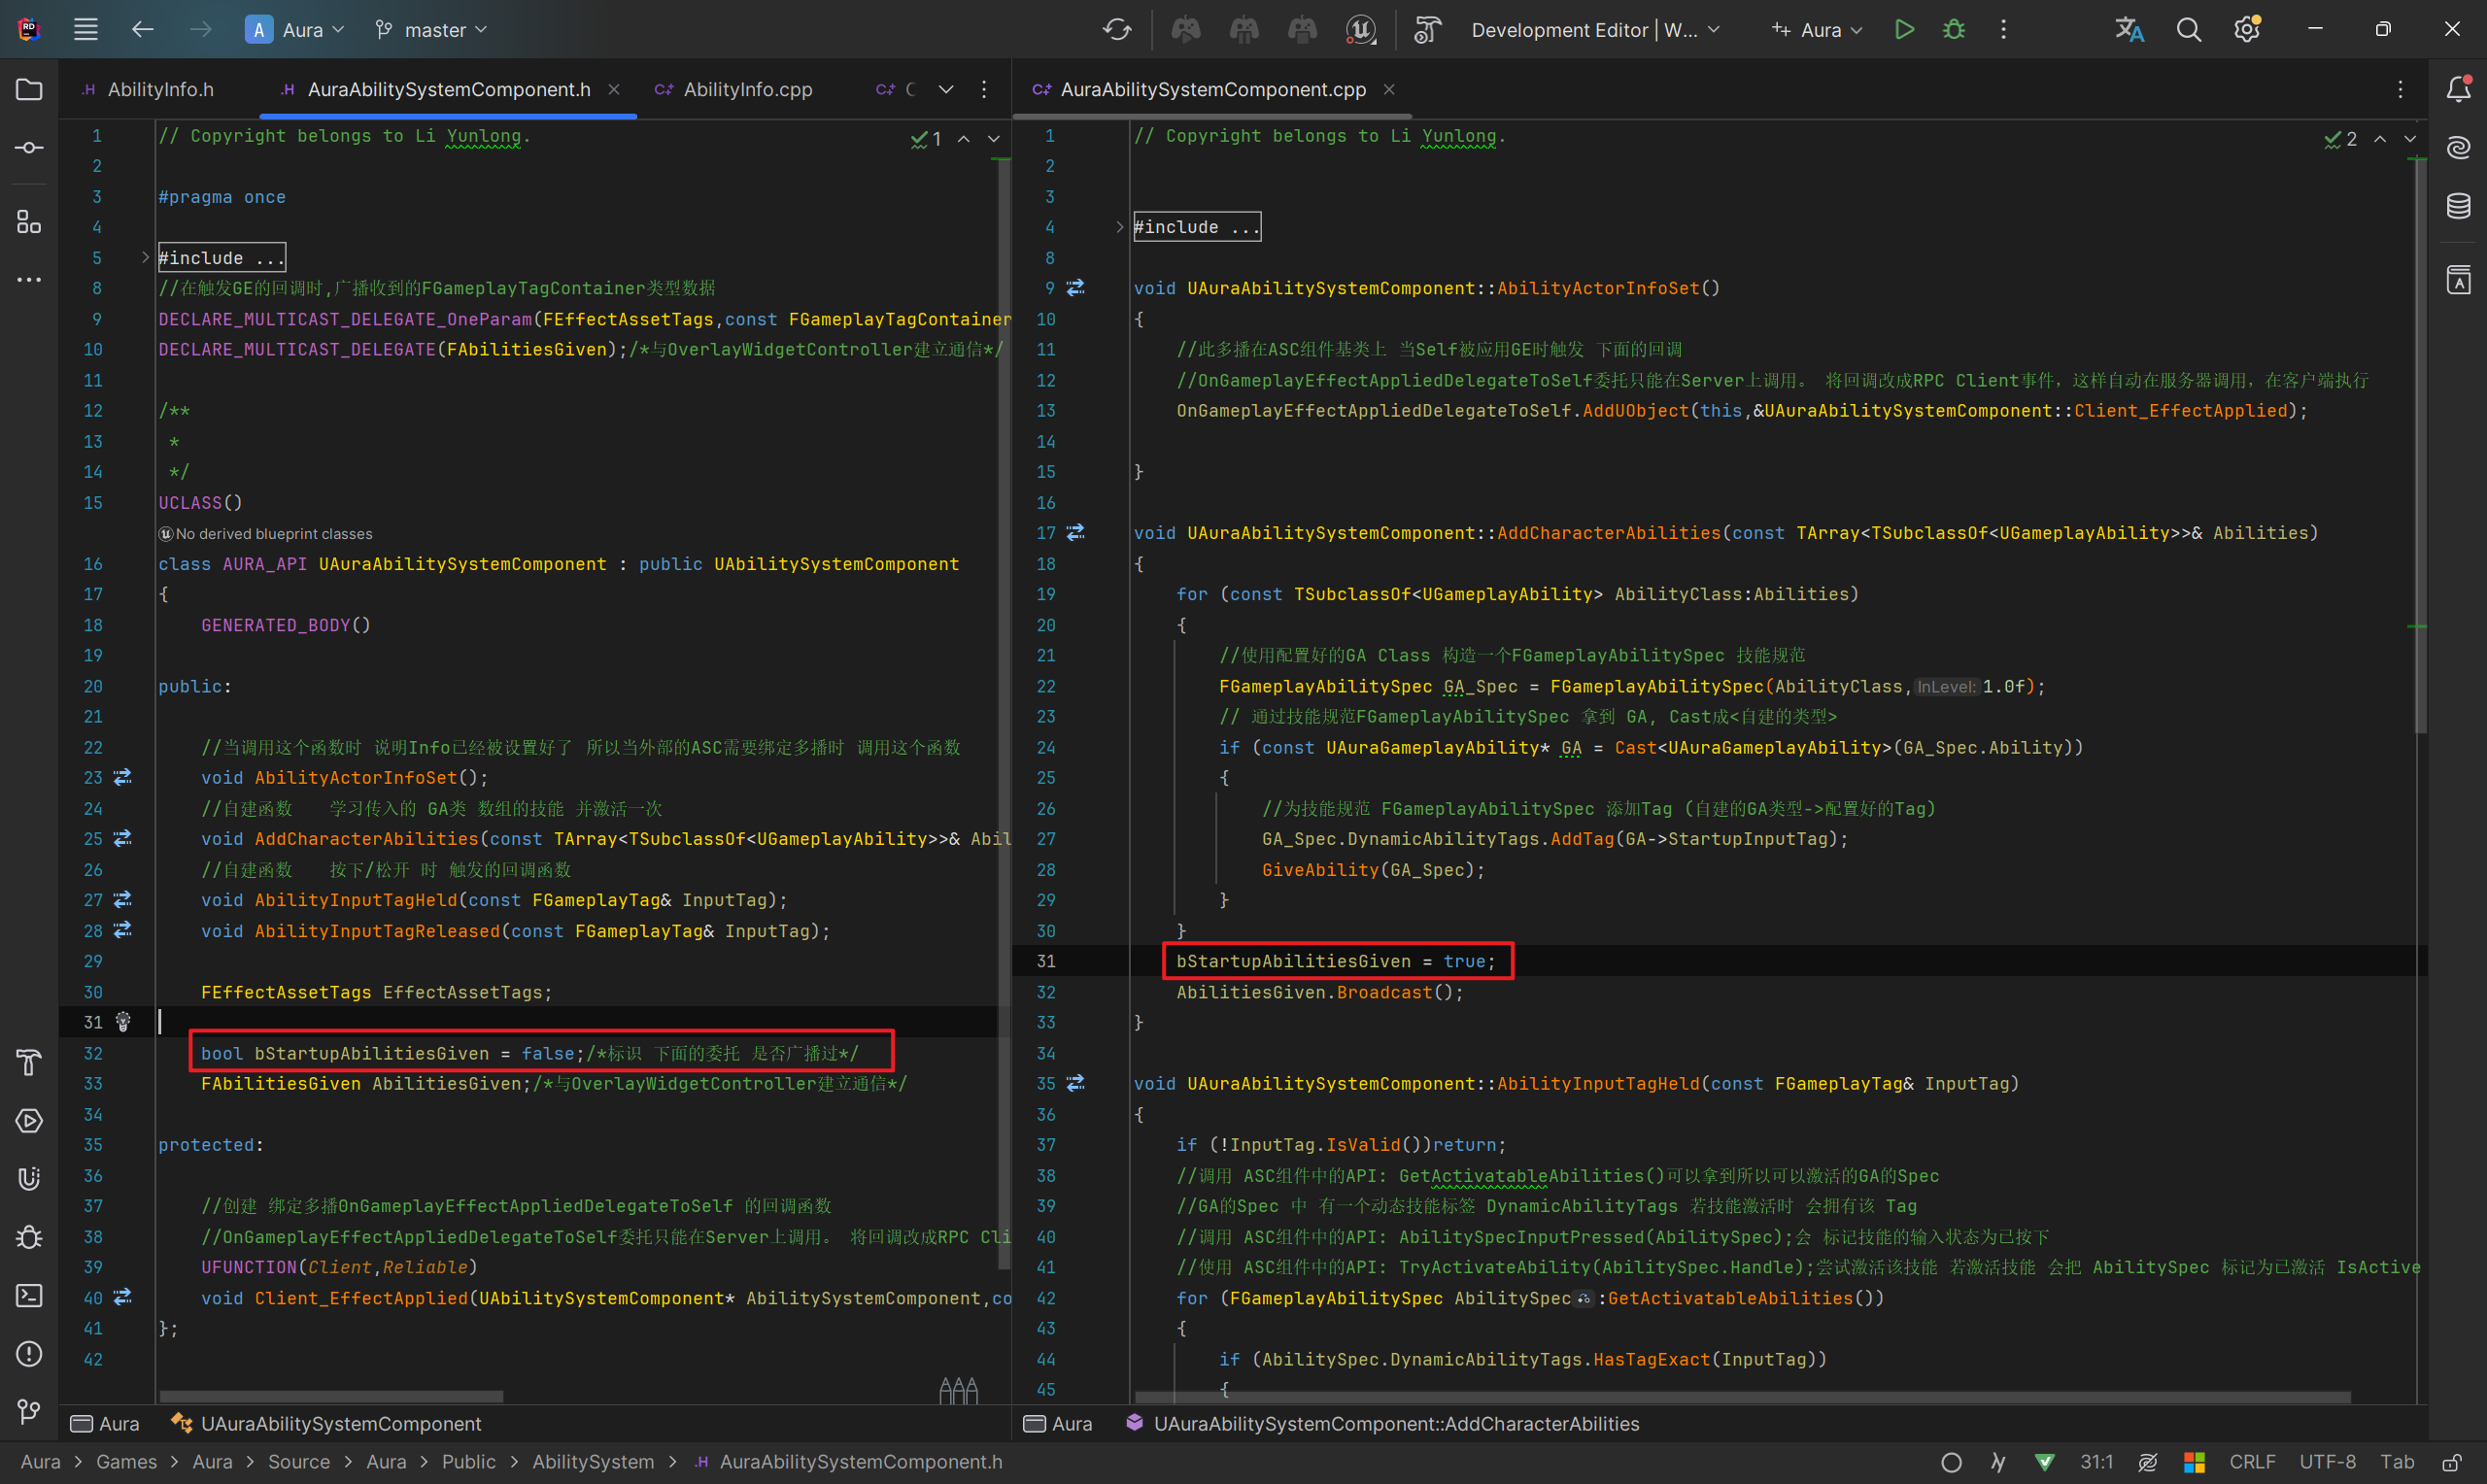 Aura
master
Development Editor | W...
Aura
AbilityInfo.h
AuraAbilitySystemComponent.h
AbilityInfo.cpp
AuraAbilitySystemComponent.cpp
1 // Copyright belongs to Li Yunlong.
1
2
3 #pragma once
4
5 #include ...
8 //在触发GE的回调时,广播收到的FGameplayTagContainer类型数据
9 DECLARE_MULTICAST_DELEGATE_OneParam(FEffectAssetTags,const FGameplayTagContainer
10 DECLARE_MULTICAST_DELEGATE(FAbilitiesGiven);/*与OverlayWidgetController建立通信*/
11
12 /**
13 *
14 */
15 UCLASS()
No derived blueprint classes
16 class AURA_API UAuraAbilitySystemComponent : public UAbilitySystemComponent
17 {
18 GENERATED_BODY()
19
20 public:
21
22 //当调用这个函数时 说明Info已经被设置好了 所以当外部的ASC需要绑定多播时 调用这个函数
23 void AbilityActorInfoSet();
24 //自建函数 学习传入的 GA类 数组的技能 并激活一次
25 void AddCharacterAbilities(const TArray<TSubclassOf<UGameplayAbility>>& Abil
26 //自建函数 按下/松开 时 触发的回调函数
27 void AbilityInputTagHeld(const FGameplayTag& InputTag);
28 void AbilityInputTagReleased(const FGameplayTag& InputTag);
29
30 FEffectAssetTags EffectAssetTags;
31
32 bool bStartupAbilitiesGiven = false;/*标识 下面的委托 是否广播过*/
33 FAbilitiesGiven AbilitiesGiven;/*与OverlayWidgetController建立通信*/
34
35 protected:
36
37 //创建 绑定多播OnGameplayEffectAppliedDelegateToSelf 的回调函数
38 //OnGameplayEffectAppliedDelegateToSelf委托只能在Server上调用。 将回调改成RPC Cli
39 UFUNCTION(Client,Reliable)
40 void Client_EffectApplied(UAbilitySystemComponent* AbilitySystemComponent,co
41 };
42
1 // Copyright belongs to Li Yunlong.
2
2
3
4 #include ...
8
9 void UAuraAbilitySystemComponent::AbilityActorInfoSet()
10 {
11 //此多播在ASC组件基类上 当Self被应用GE时触发 下面的回调
12 //OnGameplayEffectAppliedDelegateToSelf委托只能在Server上调用。 将回调改成RPC Client事件，这样自动在服务器调用，在客户端执行
13 OnGameplayEffectAppliedDelegateToSelf.AddUObject(this,&UAuraAbilitySystemComponent::Client_EffectApplied);
14
15 }
16
17 void UAuraAbilitySystemComponent::AddCharacterAbilities(const TArray<TSubclassOf<UGameplayAbility>>& Abilities)
18 {
19 for (const TSubclassOf<UGameplayAbility> AbilityClass:Abilities)
20 {
21 //使用配置好的GA Class 构造一个FGameplayAbilitySpec 技能规范
22 FGameplayAbilitySpec GA_Spec = FGameplayAbilitySpec(AbilityClass, InLevel: 1.0f);
23 // 通过技能规范FGameplayAbilitySpec 拿到 GA, Cast成<自建的类型>
24 if (const UAuraGameplayAbility* GA = Cast<UAuraGameplayAbility>(GA_Spec.Ability))
25 {
26 //为技能规范 FGameplayAbilitySpec 添加Tag (自建的GA类型->配置好的Tag)
27 GA_Spec.DynamicAbilityTags.AddTag(GA->StartupInputTag);
28 GiveAbility(GA_Spec);
29 }
30 }
31 bStartupAbilitiesGiven = true;
32 AbilitiesGiven.Broadcast();
33 }
34
35 void UAuraAbilitySystemComponent::AbilityInputTagHeld(const FGameplayTag& InputTag)
36 {
37 if (!InputTag.IsValid())return;
38 //调用 ASC组件中的API: GetActivatableAbilities()可以拿到所以可以激活的GA的Spec
39 //GA的Spec 中 有一个动态技能标签 DynamicAbilityTags 若技能激活时 会拥有该 Tag
40 //调用 ASC组件中的API: AbilitySpecInputPressed(AbilitySpec);会 标记技能的输入状态为已按下
41 //使用 ASC组件中的API: TryActivateAbility(AbilitySpec.Handle);尝试激活该技能 若激活技能 会把 AbilitySpec 标记为已激活 IsActive
42 for (FGameplayAbilitySpec AbilitySpec :GetActivatableAbilities())
43 {
44 if (AbilitySpec.DynamicAbilityTags.HasTagExact(InputTag))
45 {
Aura UAuraAbilitySystemComponent
Aura UAuraAbilitySystemComponent::AddCharacterAbilities
Aura > Games > Aura > Source > Aura > Public > AbilitySystem > AuraAbilitySystemComponent.h
31:1 CRLF UTF-8 Tab